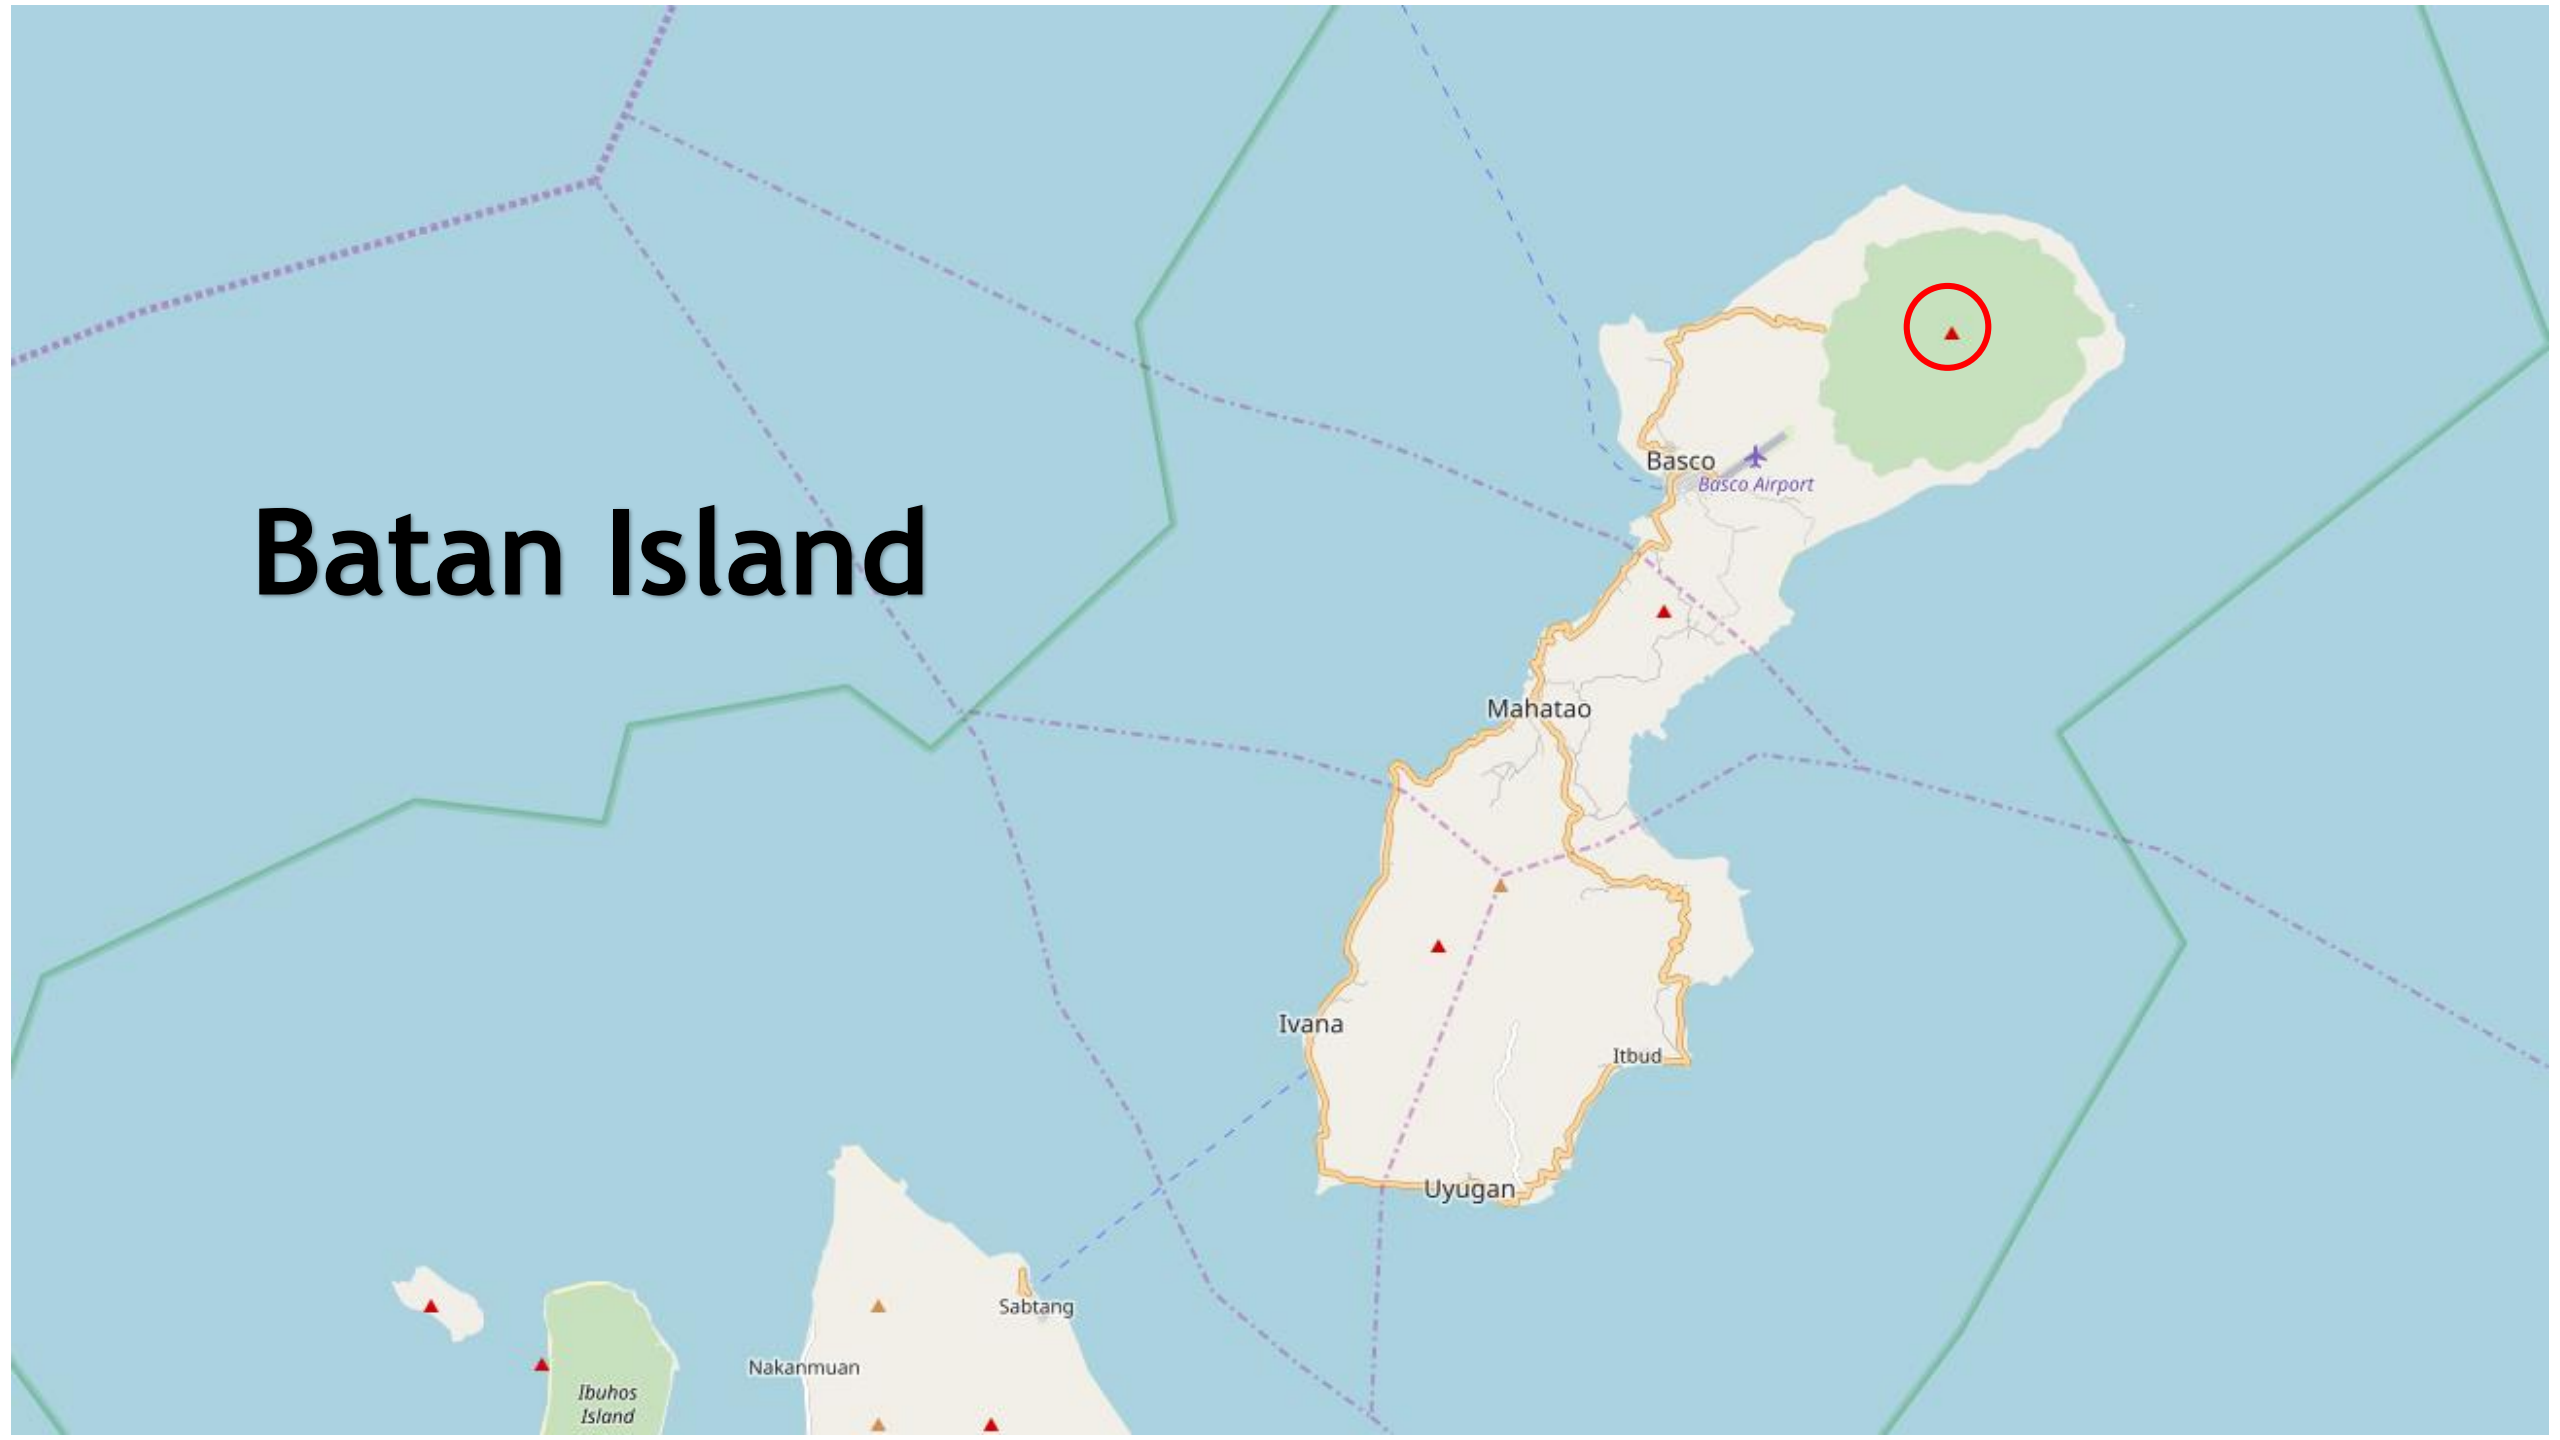 Basco
Basco Airport
Batan Island
Mahatao
Ivana
Itbud
Uyugan
Sabtang
Nakanmuan
Ibuhos
Island